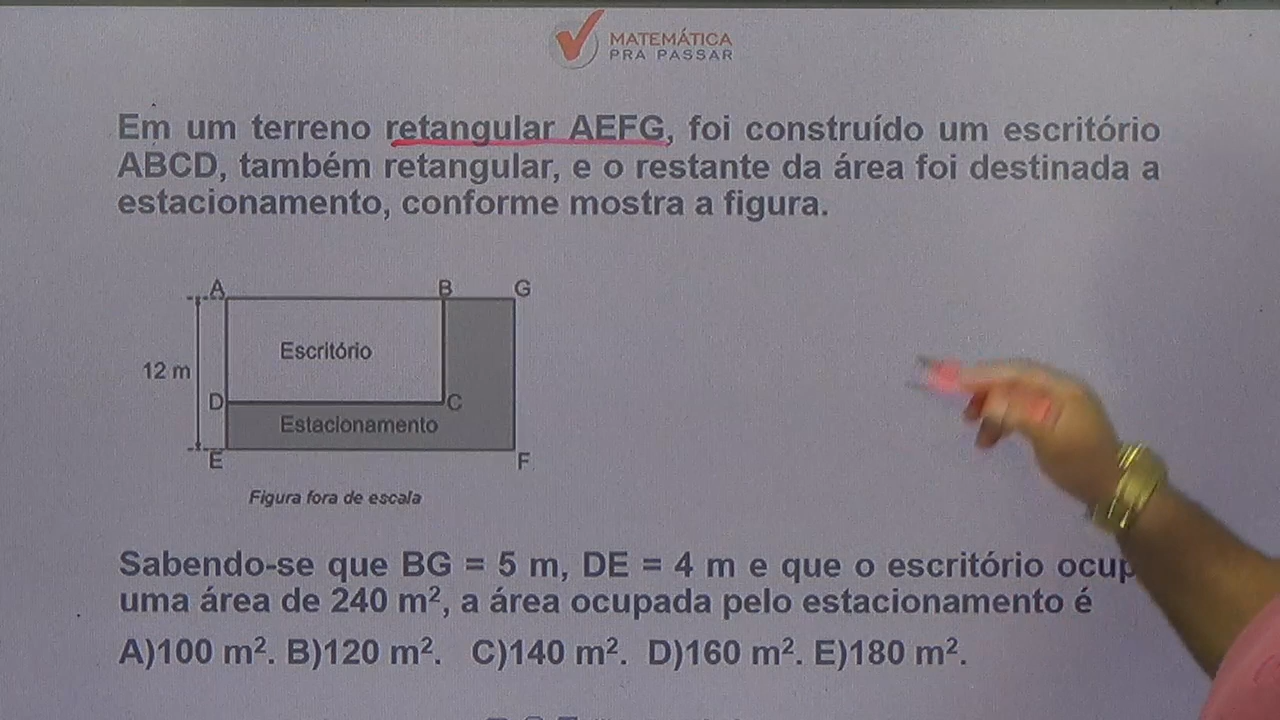 MATEMÁTICA
PRA PASSAR
Em um terreno retangular AEFG, foi construído um escritório
ABCD, também retangular, e o restante da área foi destinada a
estacionamento, conforme mostra a figura.
A B G
Escritório
12 m
D C
Estacionamento
E F
Figura fora de escala
Sabendo-se que BG = 5 m, DE = 4 m e que o escritório
uma área de 240 m², a área ocupada pelo estacionamento é
A)100 m². B)120 m². C)140 m². D)160 m². E)180 m².